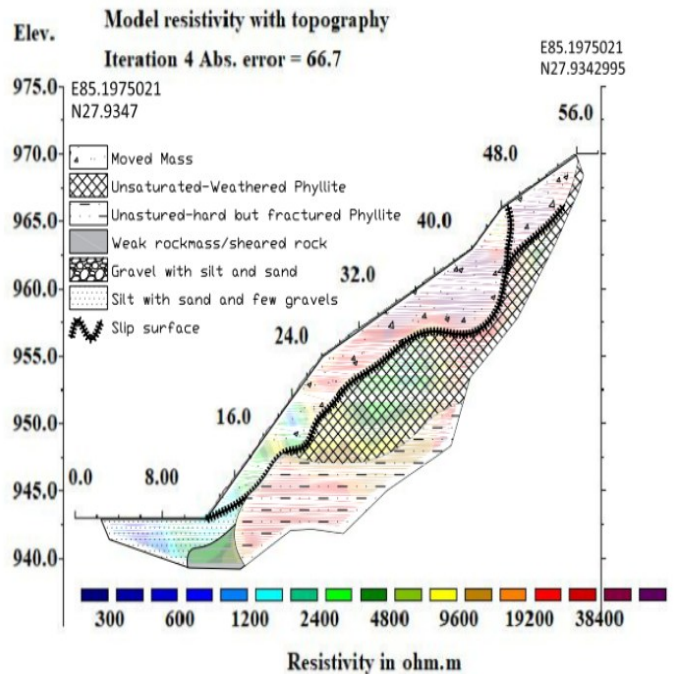 Elev.
Model resistivity with topography
Iteration 4 Abs. error = 66.7
E85.1975021
N27.9342995
975.0
E85.1975021
N27.9347
56.0
970.0
Moved Mass
48.0
Unsaturated-Weathered Phyllite
965.0
Unastured-hard but fractured Phyllite
40.0
Weak rockmass/sheared rock
Gravel with silt and sand
32.0
960.0
Silt with sand and few gravels
Slip surface
24.0
955.0
16.0
950.0
0.0
8.00
945.0
940.0
300 600 1200 2400 4800 9600 19200 38400
Resistivity in ohm.m